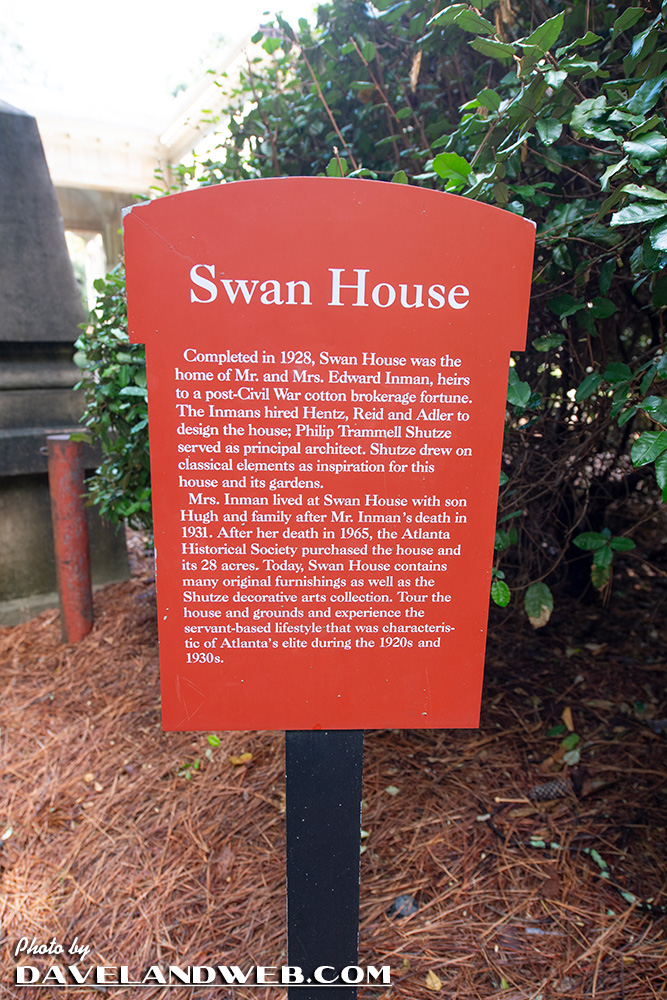 Swan House
Completed in 1928, Swan House was the
home of Mr. and Mrs. Edward Inman, heirs
to a post-Civil War cotton brokerage fortune.
The Inmans hired Hentz, Reid and Adler to
design the house; Philip Trammell Shutze
served as principal architect. Shutze drew on
classical elements as inspiration for this
house and its gardens.
Mrs. Inman lived at Swan House with son
Hugh and family after Mr. Inman's death in
1931. After her death in 1965, the Atlanta
Historical Society purchased the house and
its 28 acres. Today, Swan House contains
many original furnishings as well as the
Shutze decorative arts collection. Tour the
house and grounds and experience the
servant-based lifestyle that was characteris-
tic of Atlanta's elite during the 1920s and
1930s.
Photo by
DAVELANDWEB.COM